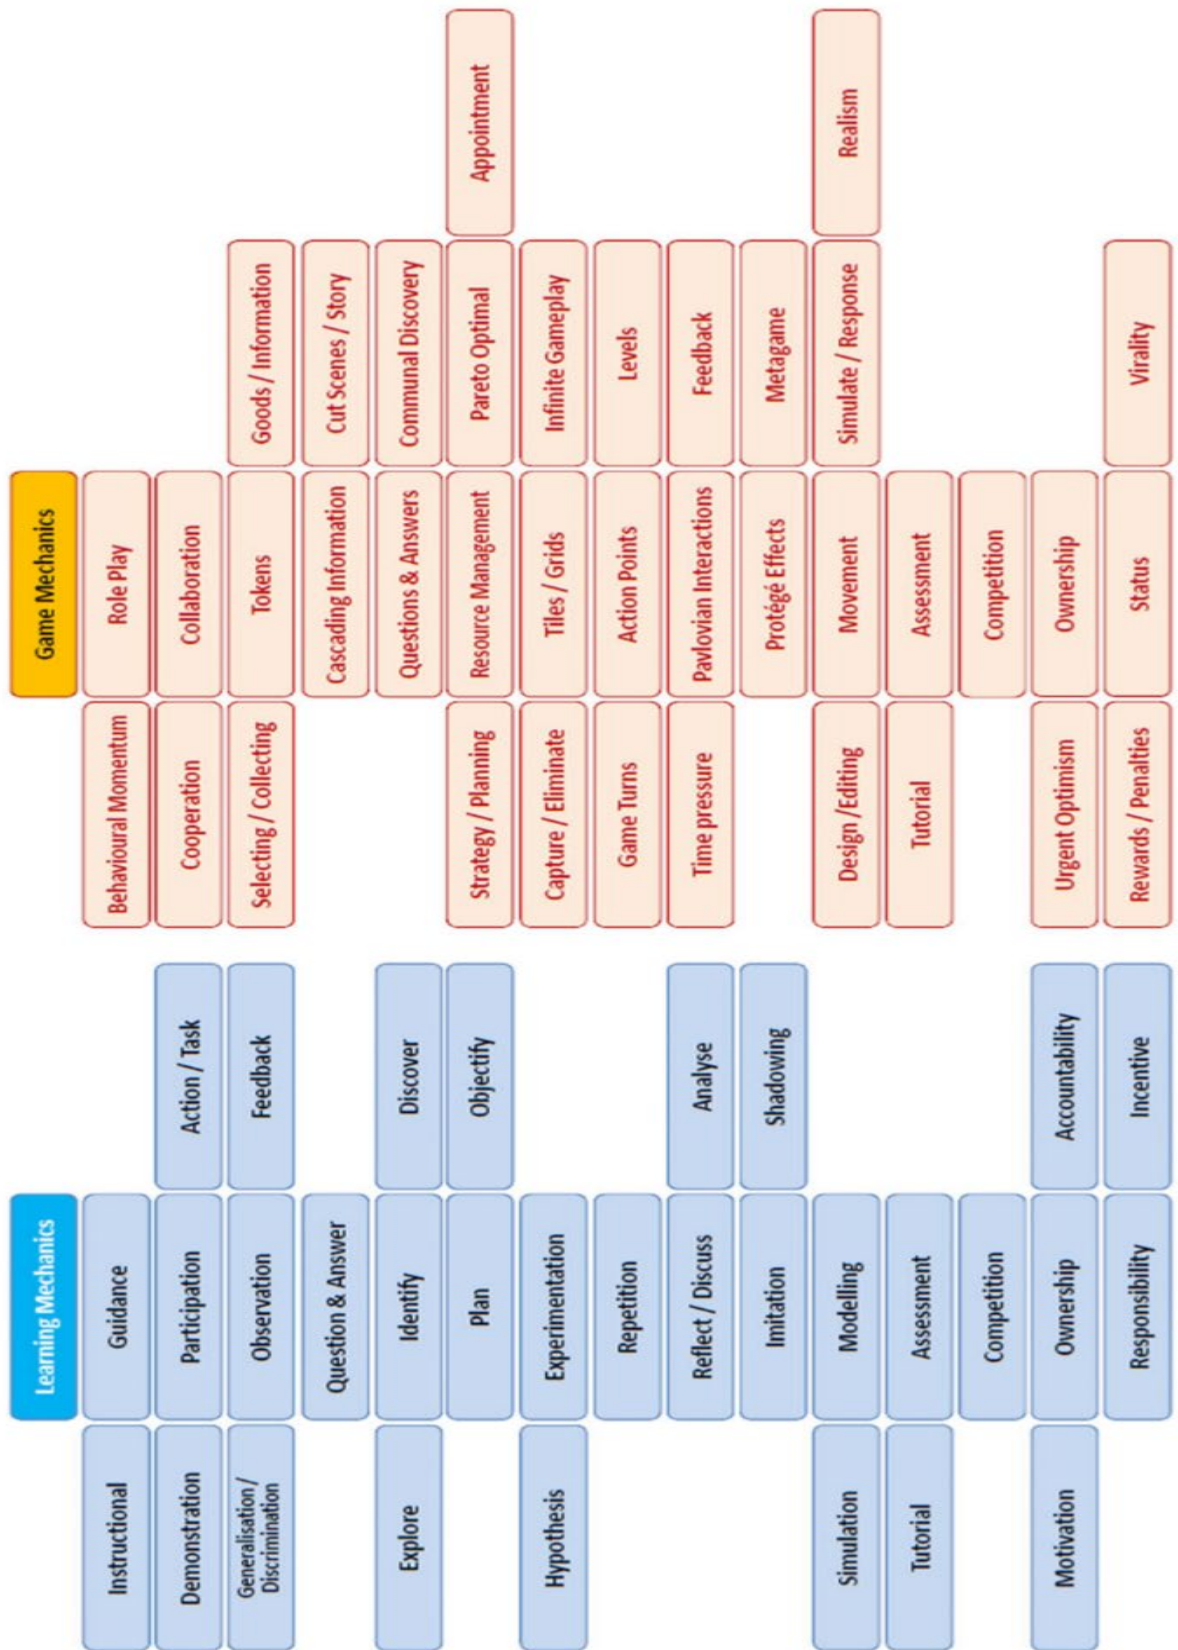 Learning Mechanics
Game Mechanics
Instructional
Guidance
Behavioural Momentum
Role Play
Demonstration
Participation
Action / Task
Cooperation
Collaboration
Generalisation /
Discrimination
Observation
Feedback
Selecting / Collecting
Tokens
Goods / Information
Question & Answer
Cascading Information
Cut Scenes / Story
Explore
Identify
Discover
Questions & Answers
Communal Discovery
Plan
Objectify
Strategy / Planning
Resource Management
Pareto Optimal
Appointment
Hypothesis
Experimentation
Capture / Eliminate
Tiles / Grids
Infinite Gameplay
Repetition
Game Turns
Action Points
Levels
Reflect / Discuss
Analyse
Time pressure
Pavlovian Interactions
Feedback
Imitation
Shadowing
Protégé Effects
Metagame
Simulation
Modelling
Design /Editing
Movement
Simulate / Response
Realism
Tutorial
Assessment
Tutorial
Assessment
Competition
Competition
Motivation
Ownership
Accountability
Urgent Optimism
Ownership
Responsibility
Incentive
Rewards / Penalties
Status
Virality